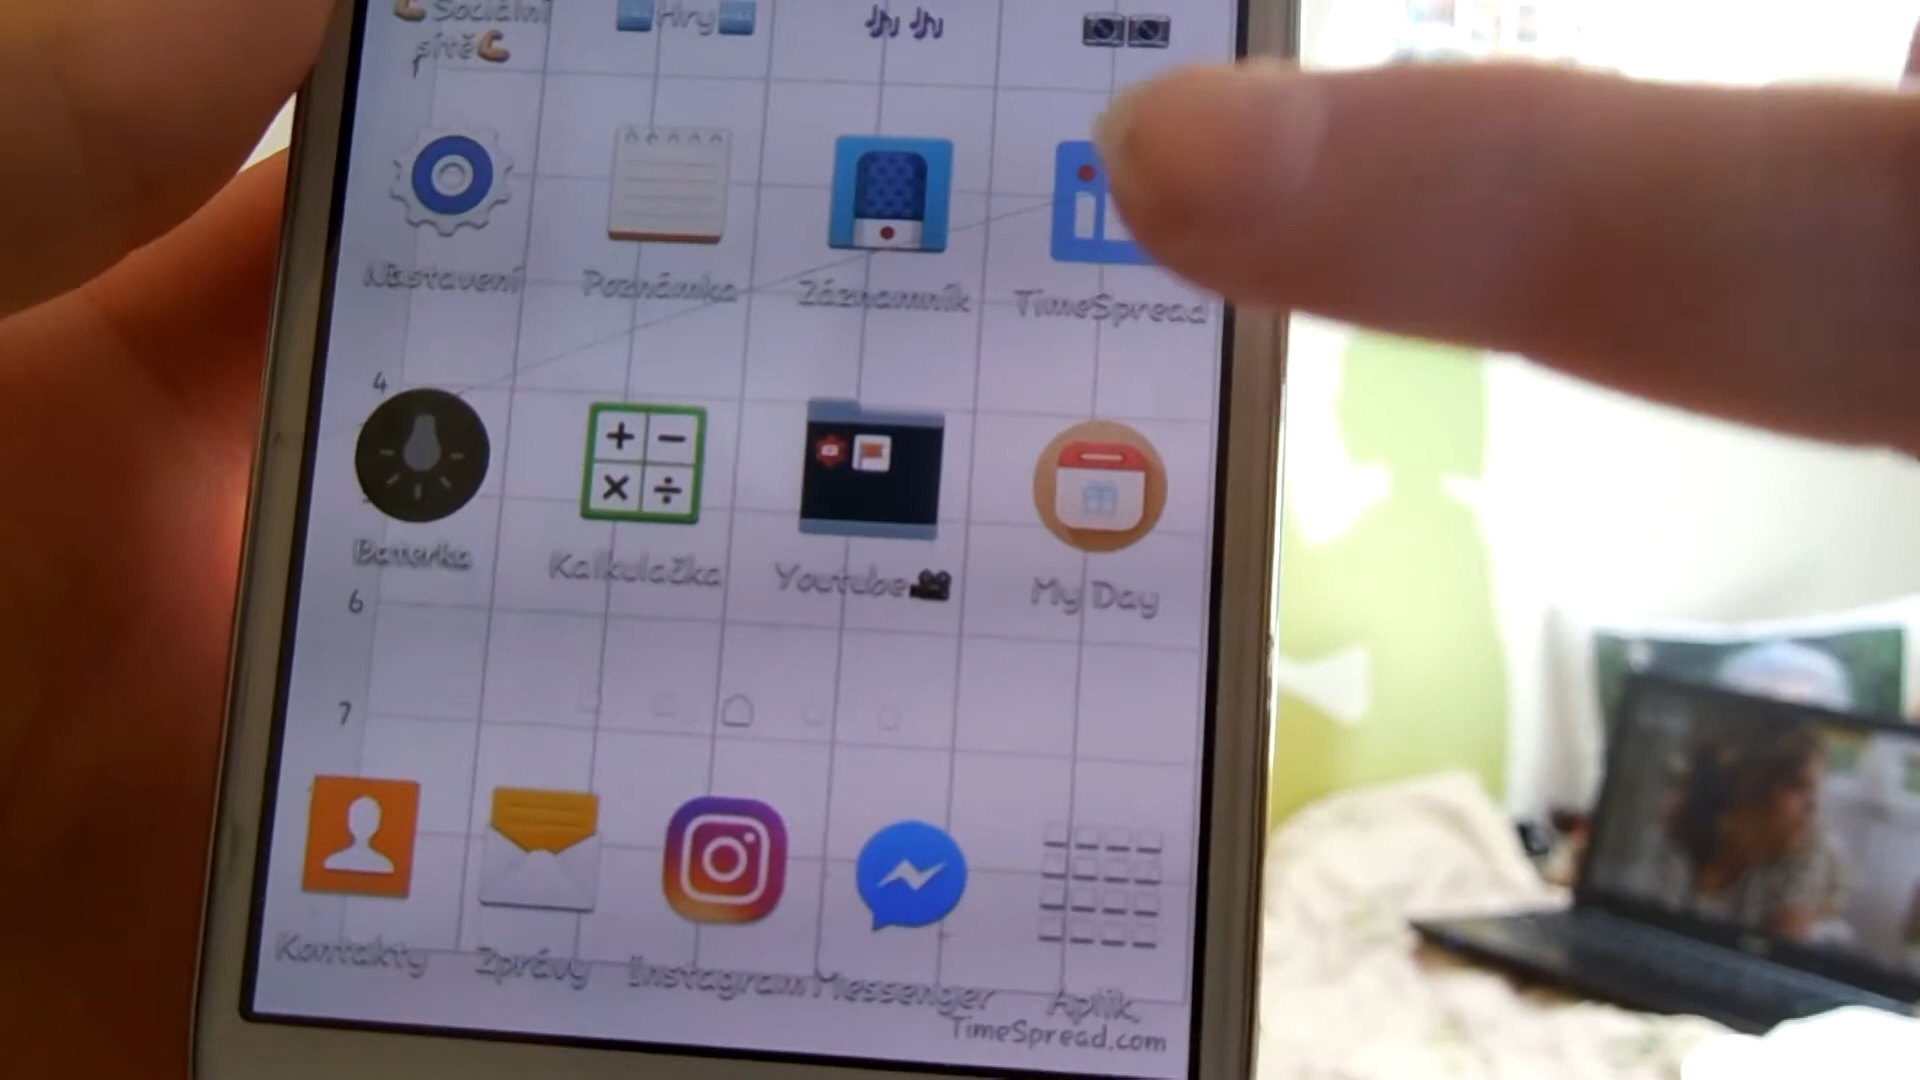 Sociální
sítě
Hry
Nastavení
Poznámka
Záznamník
TimeSpread
4
Baterka
Kalkulačka
Youtube
My Day
6
7
Kontakty
Zprávy
Instagram
Messenger
Aplik.
TimeSpread.com